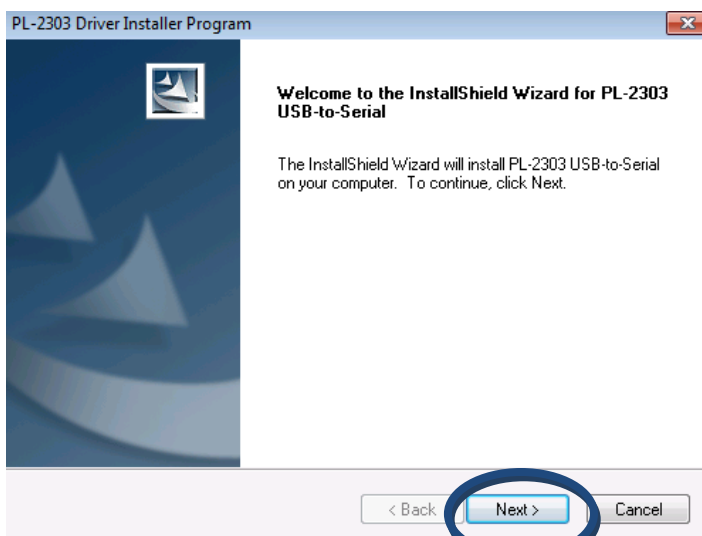 PL-2303 Driver Installer Program
Welcome to the InstallShield Wizard for PL-2303
USB-to-Serial
The InstallShield Wizard will install PL-2303 USB-to-Serial
on your computer. To continue, click Next.
< Back
Next >
Cancel